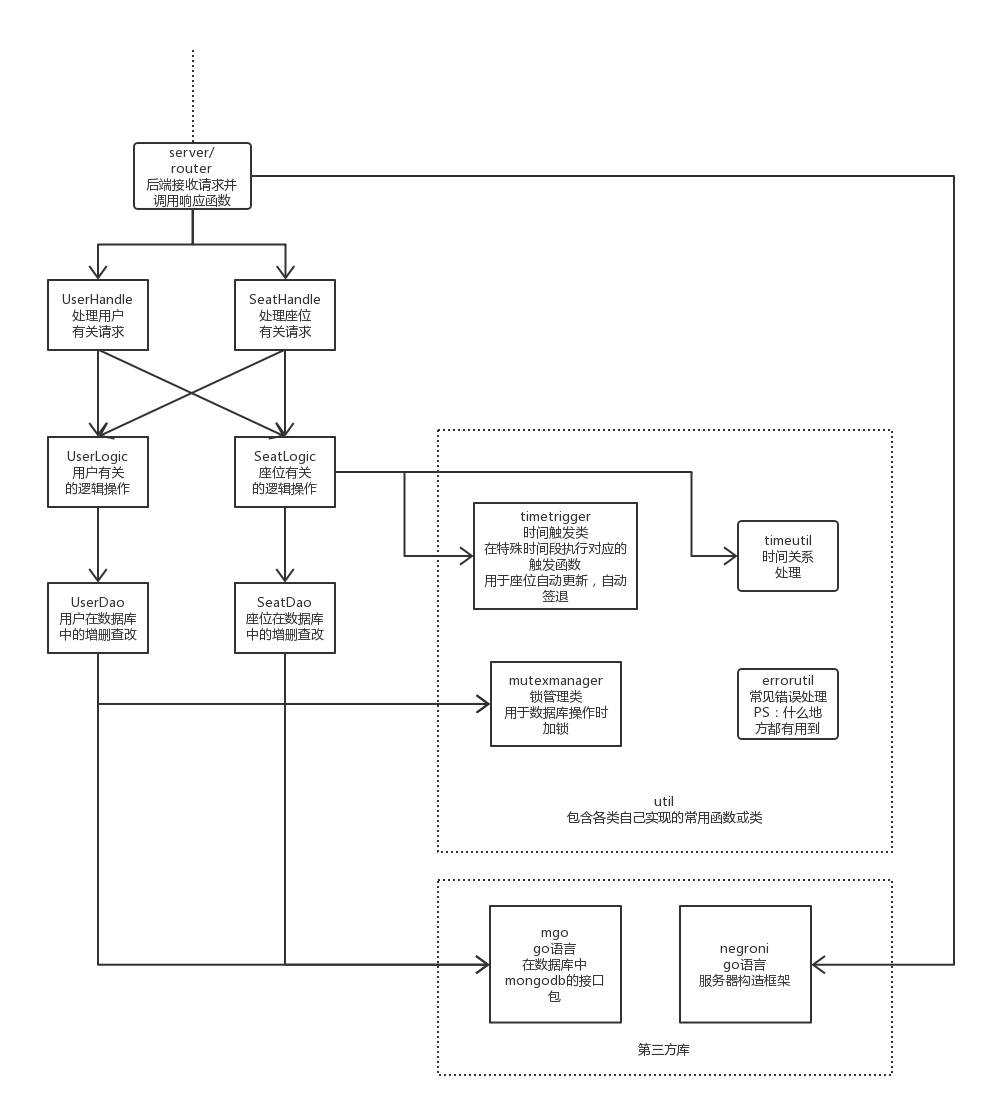 server/
router
后端接收请求并
调用响应函数
UserHandle
处理用户
有关请求
SeatHandle
处理座位
有关请求
UserLogic
用户有关
的逻辑操作
SeatLogic
座位有关
的逻辑操作
timetrigger
时间触发类
在特殊时间段执行对应的
触发函数
用于座位自动更新，自动
签退
timeutil
时间关系
处理
UserDao
用户在数据库
中的增删查改
SeatDao
座位在数据库
中的增删查改
mutexmanager
锁管理类
用于数据库操作时
加锁
errorutil
常见错误处理
PS：什么地
方都有用到
util
包含各类自己实现的常用函数或类
mgo
go语言
在数据库中
mongodb的接口
包
negroni
go语言
服务器构造框架
第三方库